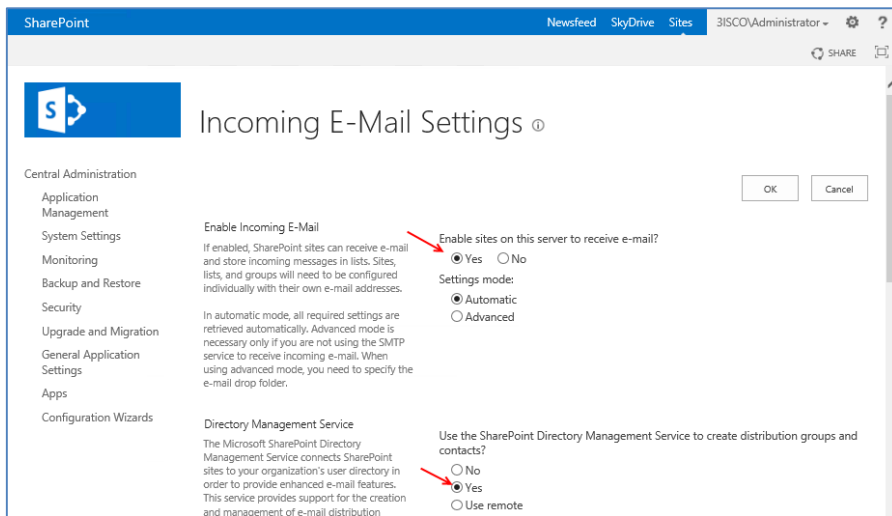 SharePoint
Newsfeed SkyDrive Sites 3ISCO\Administrator ?
SHARE
S
Incoming E-Mail Settings
Central Administration
Application
Management
System Settings
Monitoring
Backup and Restore
Security
Upgrade and Migration
General Application
Settings
Apps
Configuration Wizards
OK Cancel
Enable Incoming E-Mail
If enabled, SharePoint sites can receive e-mail
and store incoming messages in lists. Sites,
lists, and groups will need to be configured
individually with their own e-mail addresses.
In automatic mode, all required settings are
retrieved automatically. Advanced mode is
necessary only if you are not using the SMTP
service to receive incoming e-mail. When
using advanced mode, you need to specify the
e-mail drop folder.
Enable sites on this server to receive e-mail?
Yes No
Settings mode:
Automatic
Advanced
Directory Management Service
The Microsoft SharePoint Directory
Management Service connects SharePoint
sites to your organization's user directory in
order to provide enhanced e-mail features.
This service provides support for the creation
and management of e-mail distribution
Use the SharePoint Directory Management Service to create distribution groups and
contacts?
No
Yes
Use remote